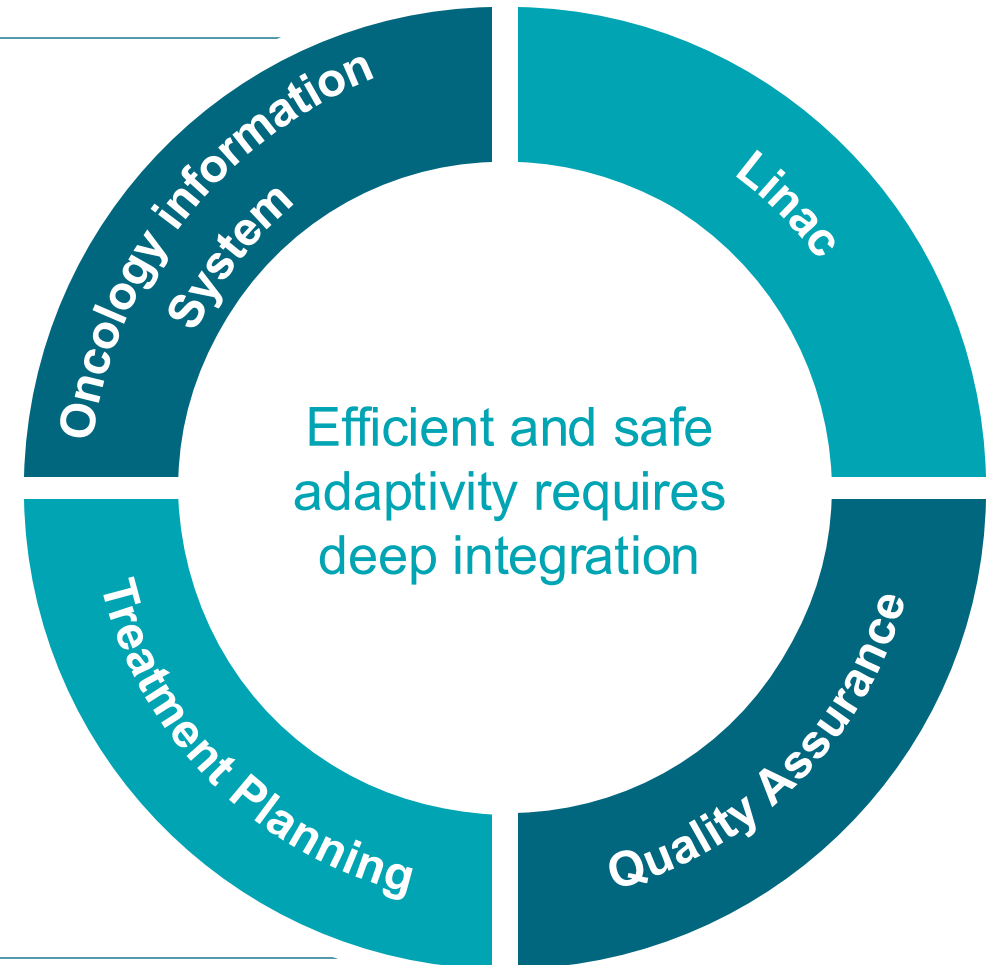 Oncology information
System
Linac
Efficient and safe
adaptivity requires
deep integration
Treatment Planning
Quality Assurance